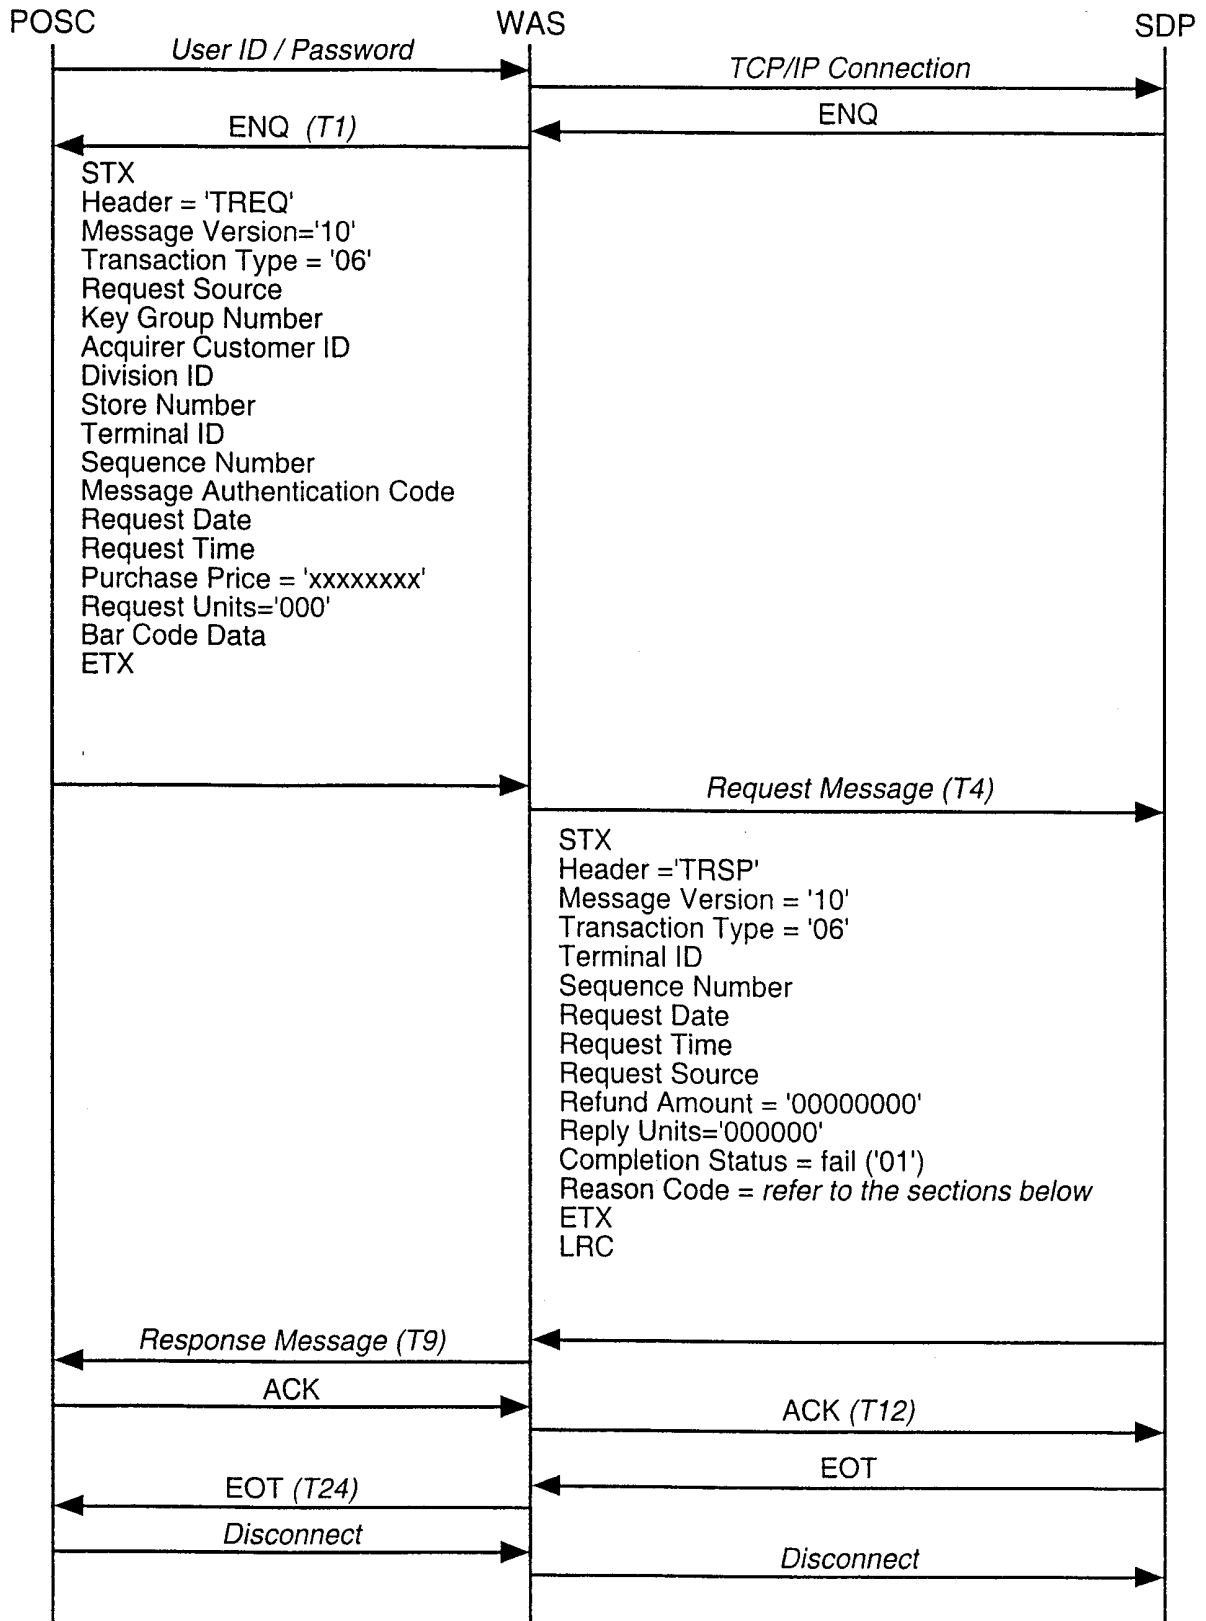 POSC WAS SDP
User ID / Password
TCP/IP Connection
ENQ
ENQ (T1)
STX
Header = 'TREQ'
Message Version='10'
Transaction Type = '06'
Request Source
Key Group Number
Acquirer Customer ID
Division ID
Store Number
Terminal ID
Sequence Number
Message Authentication Code
Request Date
Request Time
Purchase Price = 'xxxxxxxx'
Request Units='000'
Bar Code Data
ETX
Request Message (T4)
STX
Header ='TRSP'
Message Version = '10'
Transaction Type = '06'
Terminal ID
Sequence Number
Request Date
Request Time
Request Source
Refund Amount = '00000000'
Reply Units='000000'
Completion Status = fail ('01')
Reason Code = refer to the sections below
ETX
LRC
Response Message (T9)
ACK
ACK (T12)
EOT
EOT (T24)
Disconnect
Disconnect